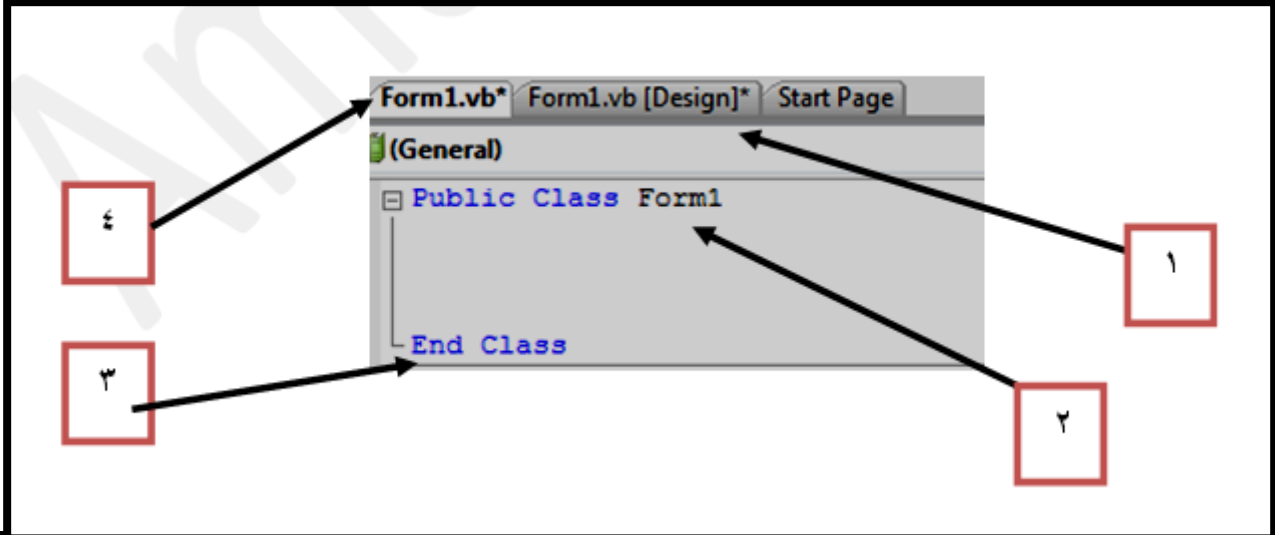 Form1.vb* Form1.vb [Design]* Start Page
(General)
Public Class Form1
End Class
٤
١
٣
٢